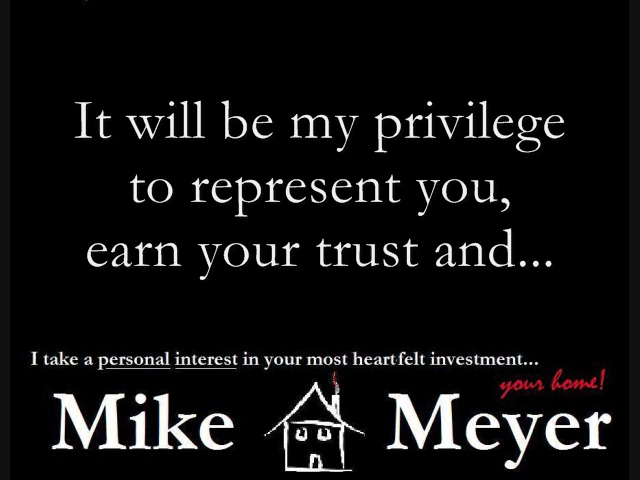 It will be my privilege
to represent you,
earn your trust and...
I take a personal interest in your most heartfelt investment...
your home!
Mike Meyer